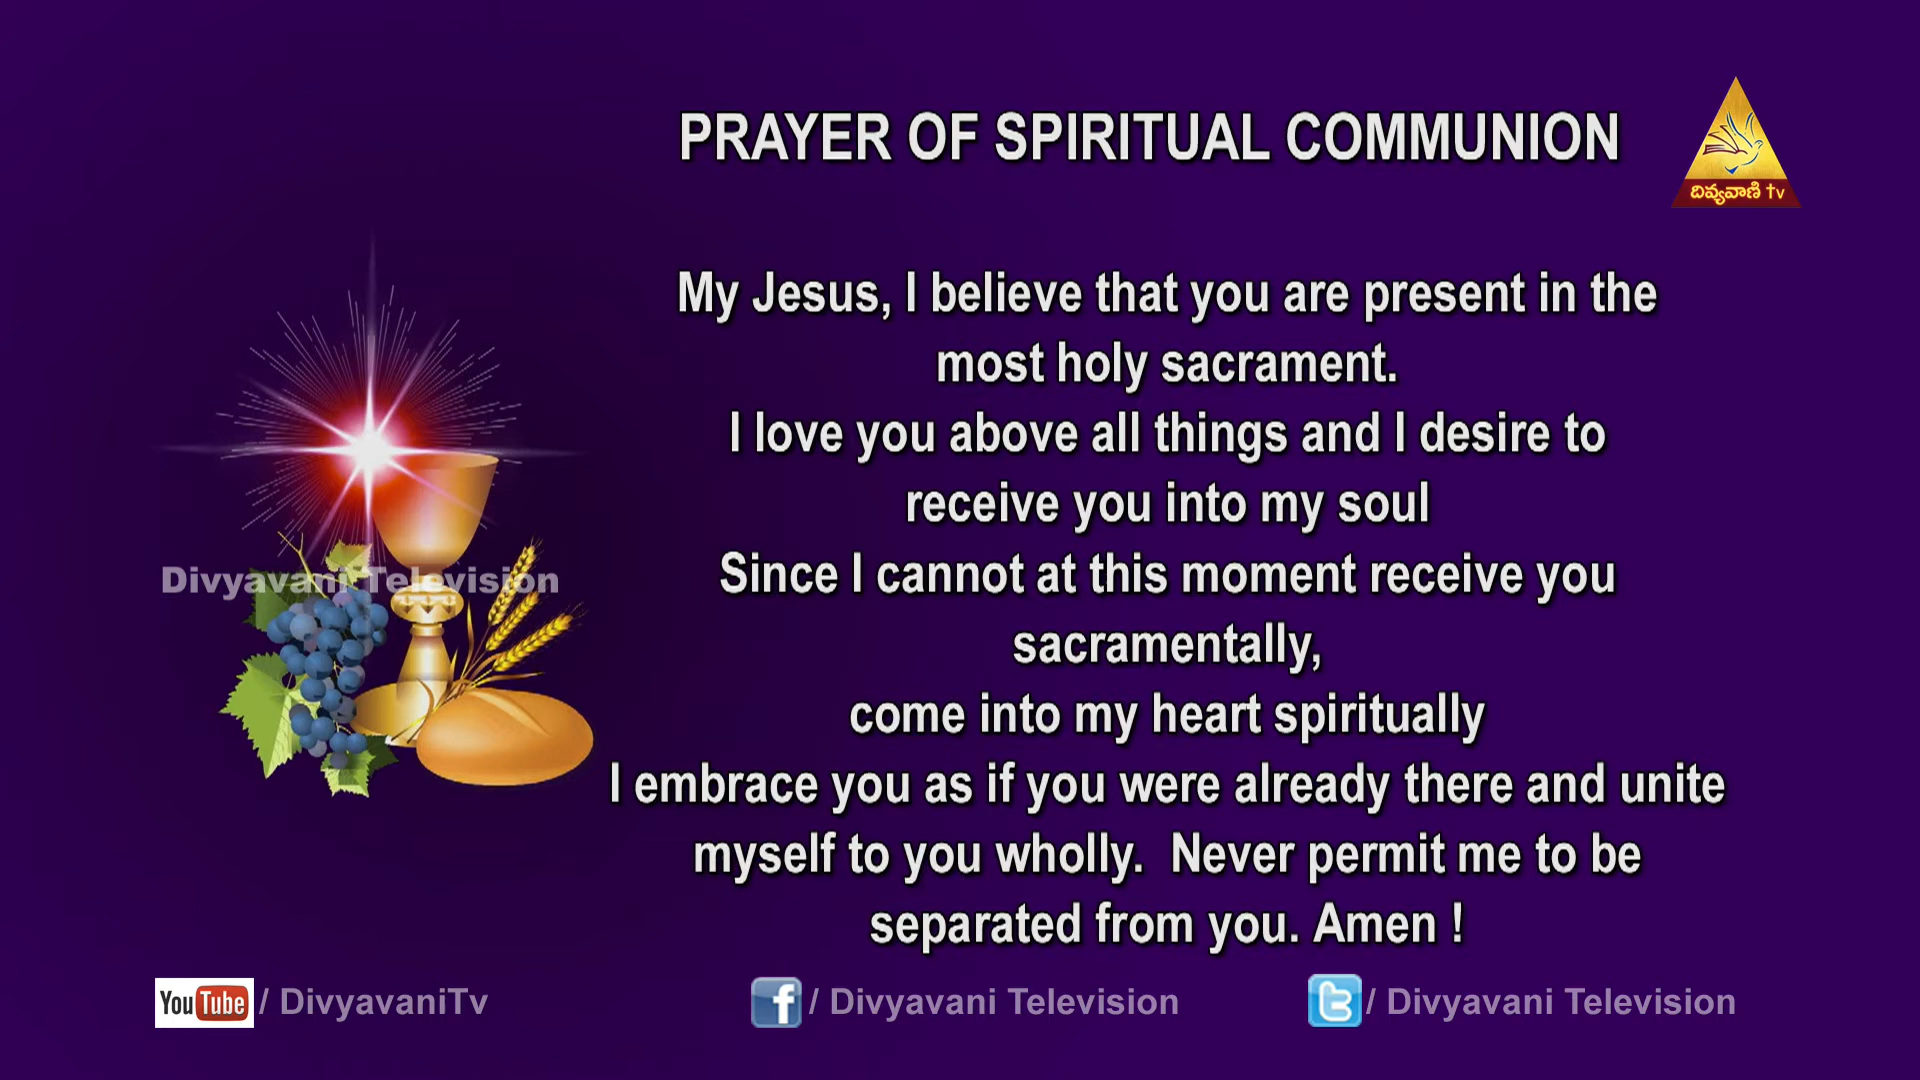 PRAYER OF SPIRITUAL COMMUNION
దివ్యవాణి tv
My Jesus, I believe that you are present in the
most holy sacrament.
I love you above all things and I desire to
receive you into my soul
Since I cannot at this moment receive you
sacramentally,
come into my heart spiritually
I embrace you as if you were already there and unite
myself to you wholly.  Never permit me to be
separated from you. Amen !
Divyavani Television
YouTube / DivyavaniTv
f / Divyavani Television
t / Divyavani Television